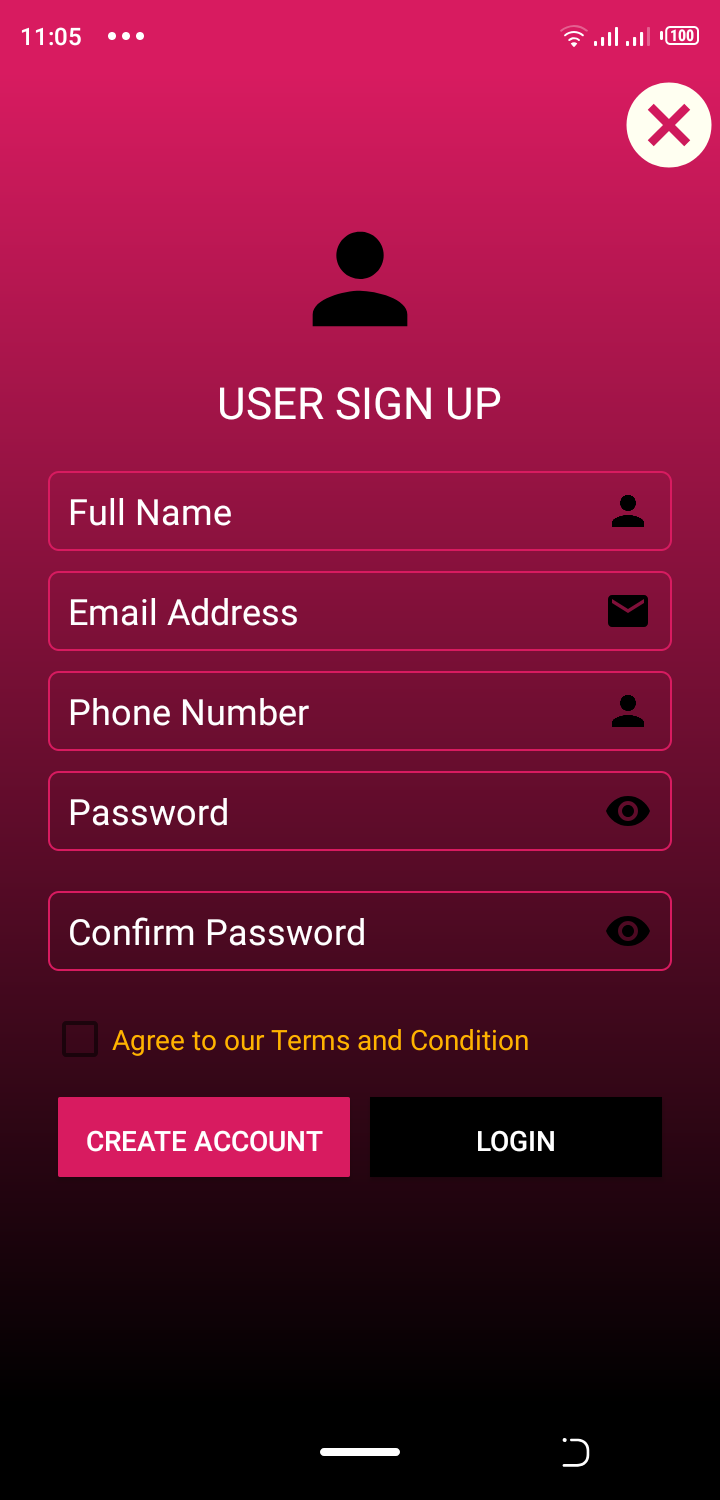 11:05
100
USER SIGN UP
Full Name
Email Address
Phone Number
Password
Confirm Password
Agree to our Terms and Condition
CREATE ACCOUNT
LOGIN